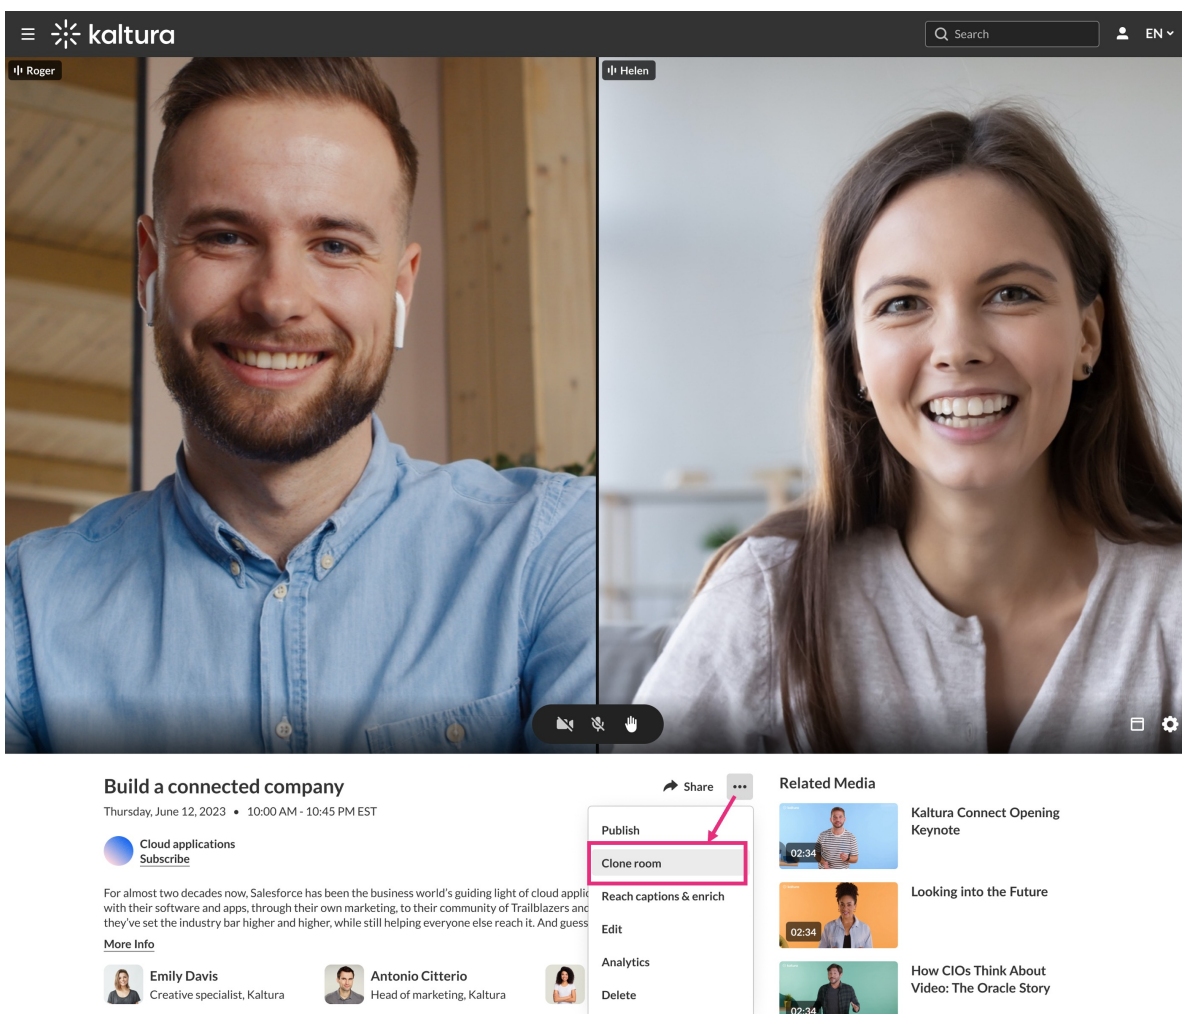 kaltura
Search
EN
Roger
Helen
Build a connected company
Thursday, June 12, 2023 • 10:00 AM - 10:45 PM EST
Cloud applications
Subscribe
For almost two decades now, Salesforce has been the business world's guiding light of cloud applic
with their software and apps, through their own marketing, to their community of Trailblazers and
they've set the industry bar higher and higher, while still helping everyone else reach it. And guess
More Info
Emily Davis
Creative specialist, Kaltura
Antonio Citterio
Head of marketing, Kaltura
Share
Publish
Clone room
Reach captions & enrich
Edit
Analytics
Delete
Related Media
02:34
Kaltura Connect Opening
Keynote
02:34
Looking into the Future
02:34
How CIOs Think About
Video: The Oracle Story